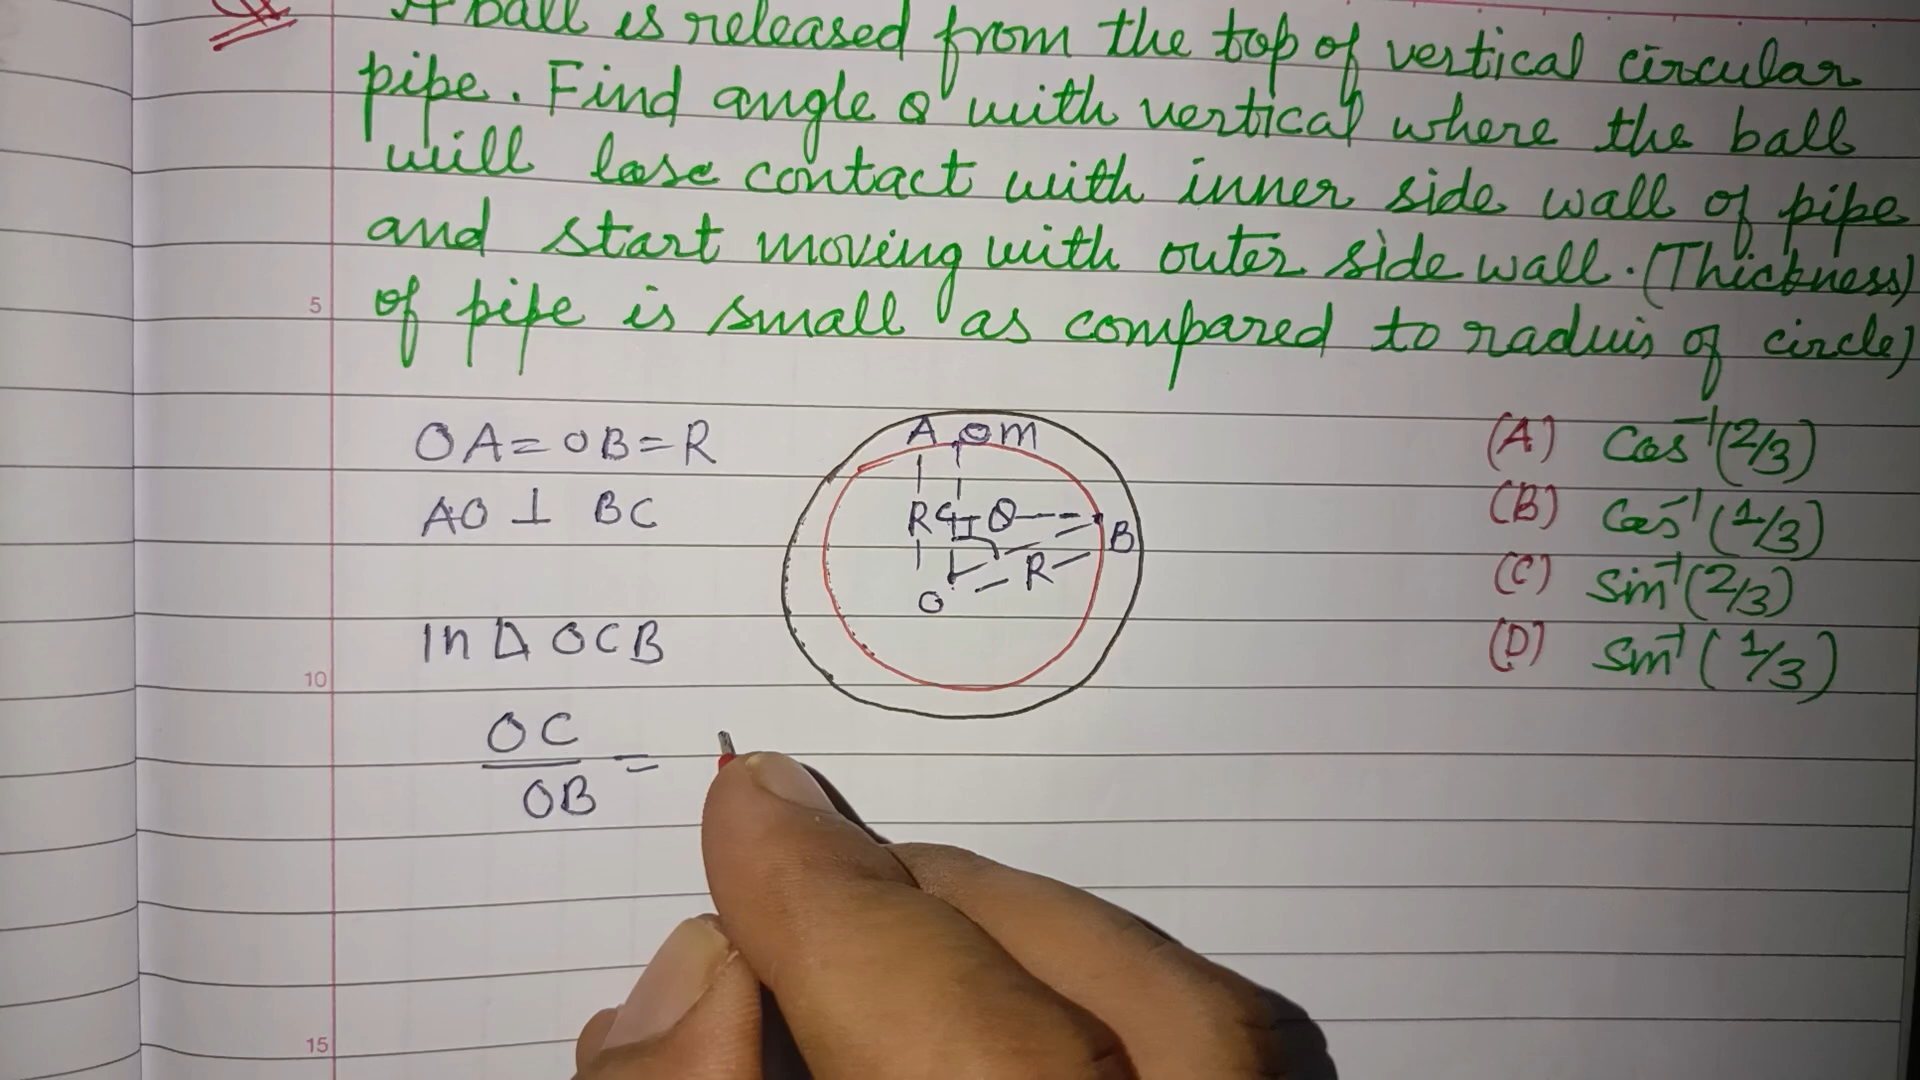 A ball is released from the top of vertical circular
pipe. Find angle θ with vertical where the ball
will lose contact with inner side wall of pipe
and start moving with outer side wall. (Thickness)
of pipe is small as compared to raduis of circle)
5
OA = OB = R
A m
(A) Cos⁻¹(2/3)
AO ⊥ BC
R C θ B
(B) Cos⁻¹(1/3)
R
(C) Sin⁻¹(2/3)
O
In Δ OCB
(D) Sin⁻¹(1/3)
10
OC
OB =
15